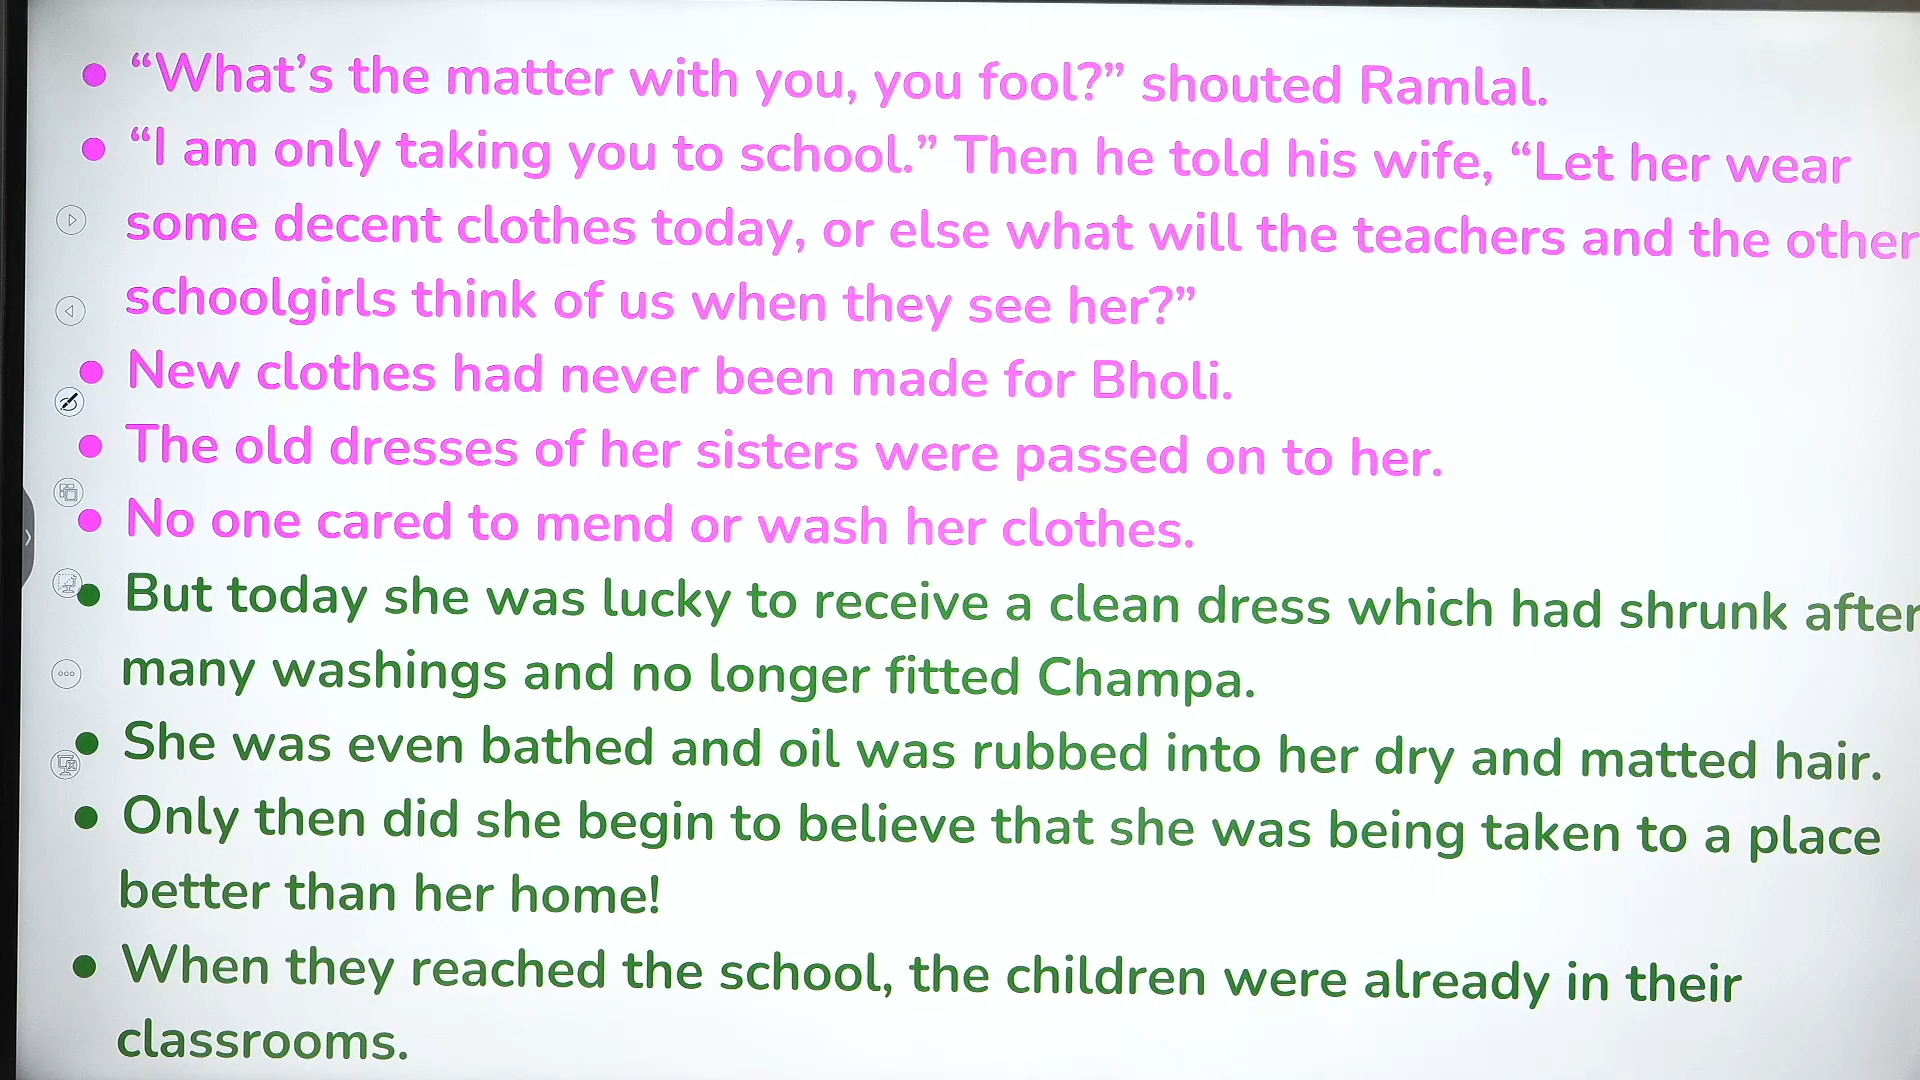 • “What’s the matter with you, you fool?” shouted Ramlal.
• “I am only taking you to school.” Then he told his wife, “Let her wear
some decent clothes today, or else what will the teachers and the other
schoolgirls think of us when they see her?”
• New clothes had never been made for Bholi.
• The old dresses of her sisters were passed on to her.
• No one cared to mend or wash her clothes.
• But today she was lucky to receive a clean dress which had shrunk after
many washings and no longer fitted Champa.
• She was even bathed and oil was rubbed into her dry and matted hair.
• Only then did she begin to believe that she was being taken to a place
better than her home!
• When they reached the school, the children were already in their
classrooms.